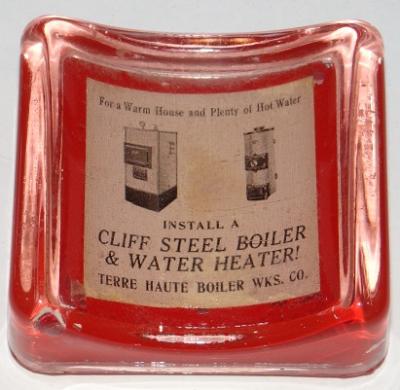 For a Warm House and Plenty of Hot Water
INSTALL A
CLIFF STEEL BOILER
& WATER HEATER!
TERRE HAUTE BOILER WKS. CO.